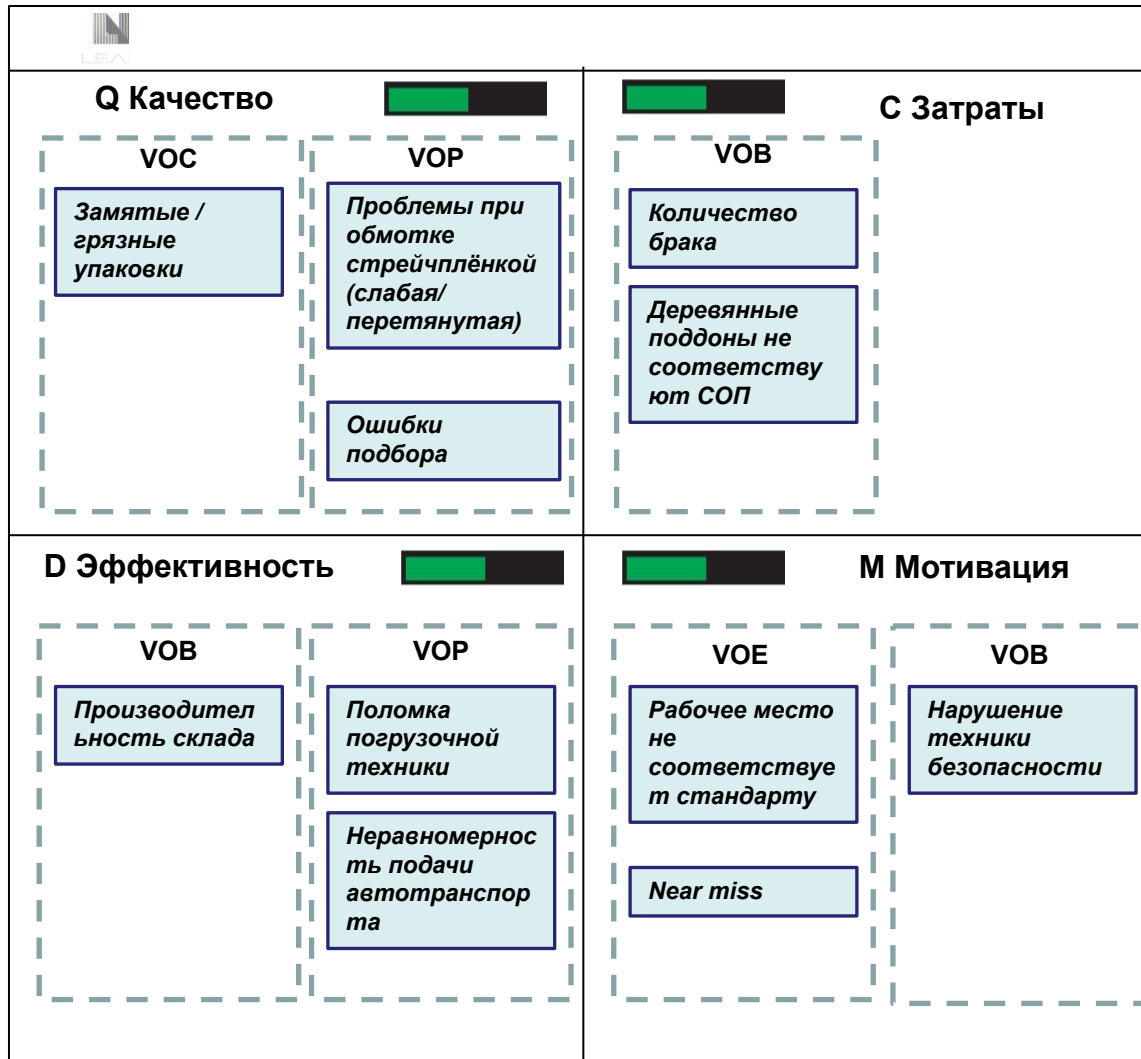 LEAN
Q Качество
VOC
Замятые /
грязные
упаковки
VOP
Проблемы при
обмотке
стрейчплёнкой
(слабая/
перетянутая)
Ошибки
подбора
C Затраты
VOB
Количество
брака
Деревянные
поддоны не
соответству
ют СОП
D Эффективность
VOB
Производител
ьность склада
VOP
Поломка
погрузочной
техники
Неравномернос
ть подачи
автотранспор
та
M Мотивация
VOE
Рабочее место
не
соответствуе
т стандарту
Near miss
VOB
Нарушение
техники
безопасности